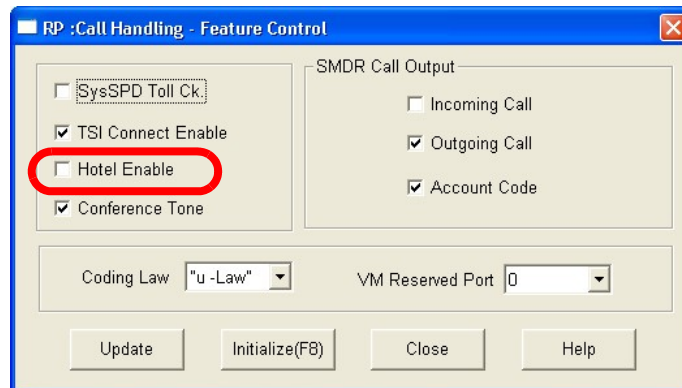 RP :Call Handling - Feature Control
SysSPD Toll Ck.
TSI Connect Enable
Hotel Enable
Conference Tone
SMDR Call Output
Incoming Call
Outgoing Call
Account Code
Coding Law "u -Law" VM Reserved Port 0
Update Initialize(F8) Close Help